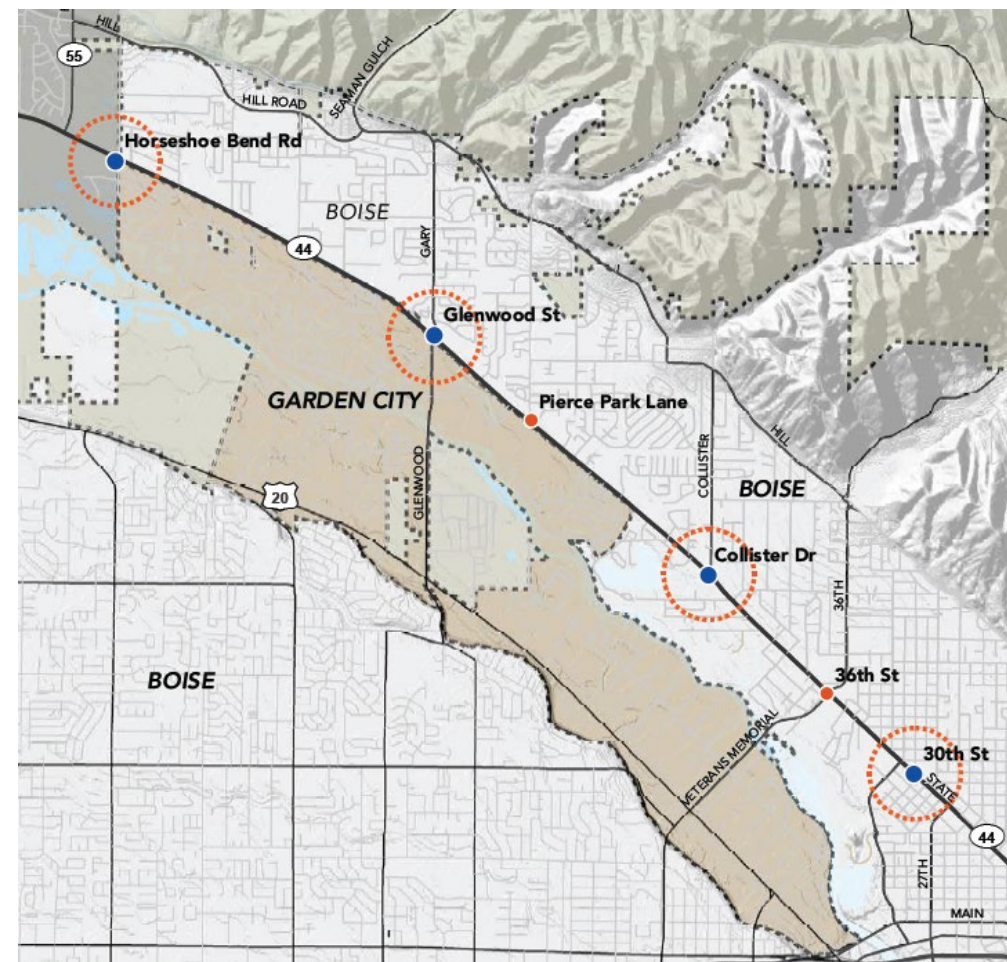 HILL
55
SEAMAN GULCH
HILL ROAD
Horseshoe Bend Rd
BOISE
GARY
44
Glenwood St
GARDEN CITY
Pierce Park Lane
HILL
COLLISTER
GLENWOOD
20
BOISE
Collister Dr
36TH
BOISE
36th St
VETERANS MEMORIAL
30th St
STATE
44
27TH
MAIN